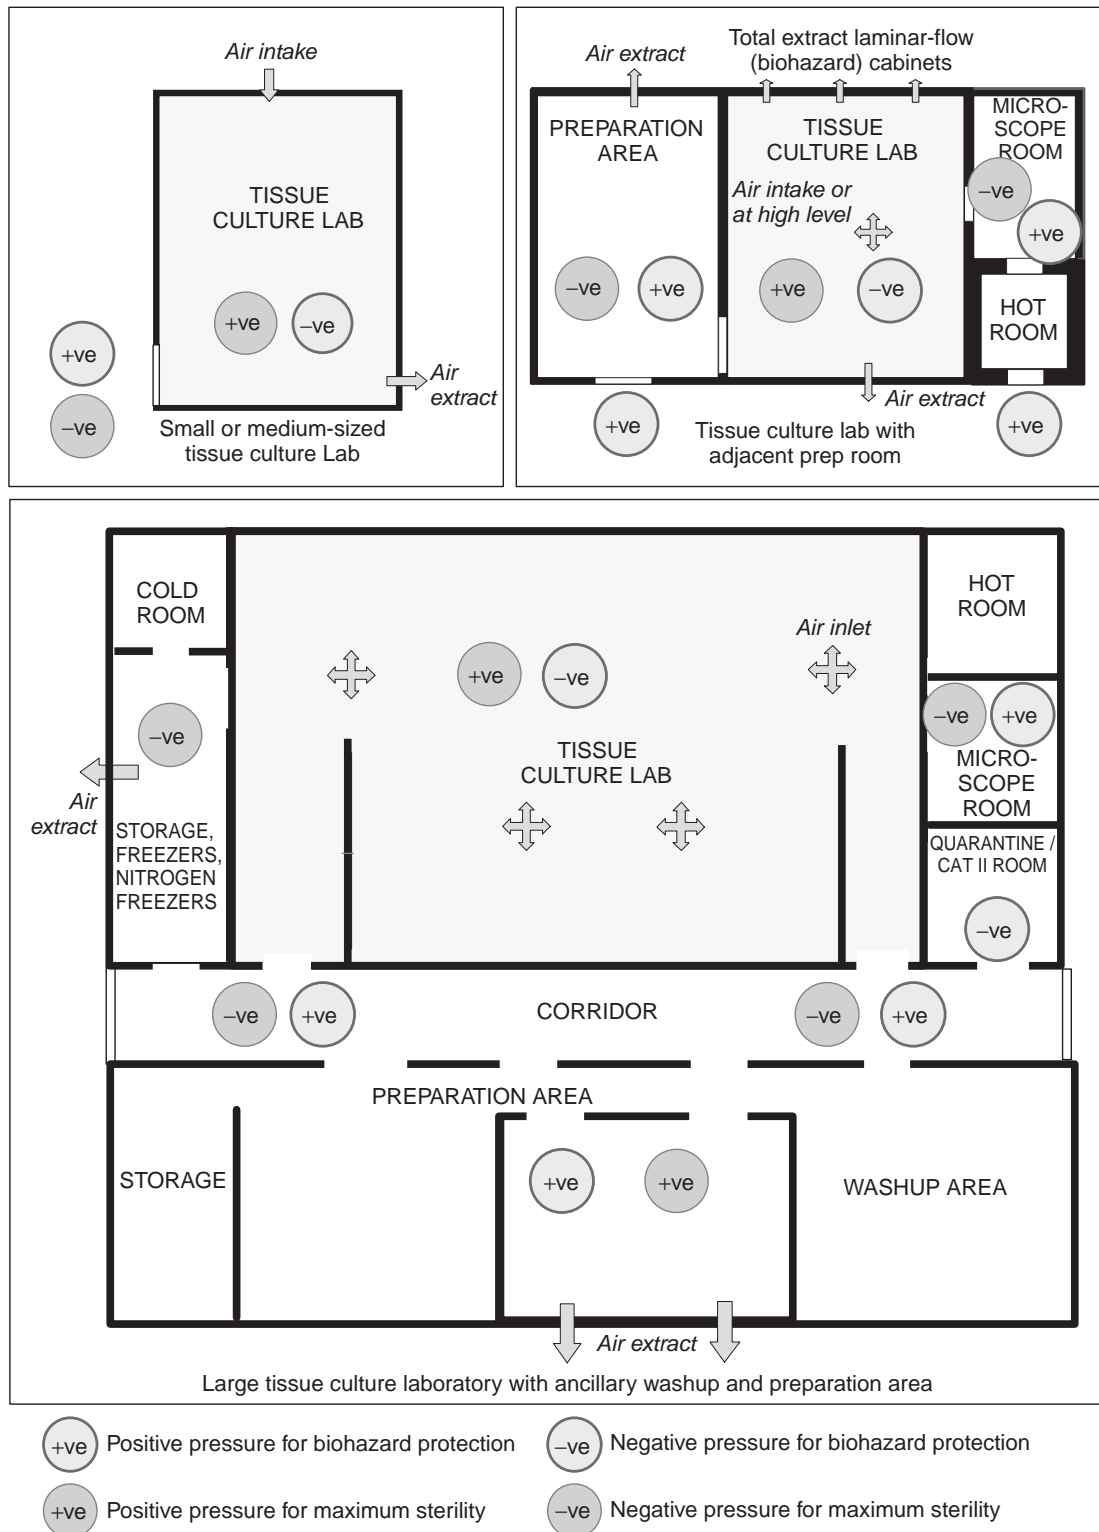 Air intake
TISSUE
CULTURE LAB
+ve
−ve
+ve
−ve
Air
extract
Small or medium-sized
tissue culture Lab
Air extract
Total extract laminar-flow
(biohazard) cabinets
PREPARATION
AREA
TISSUE
CULTURE LAB
MICRO-
SCOPE
ROOM
Air intake or
at high level
−ve
+ve
−ve
+ve
+ve
−ve
HOT
ROOM
Air extract
+ve
+ve
Tissue culture lab with
adjacent prep room
COLD
ROOM
HOT
ROOM
Air inlet
+ve
−ve
−ve
−ve
+ve
TISSUE
CULTURE LAB
MICRO-
SCOPE
ROOM
Air
extract
STORAGE,
FREEZERS,
NITROGEN
FREEZERS
QUARANTINE /
CAT II ROOM
−ve
−ve
+ve
CORRIDOR
−ve
+ve
PREPARATION AREA
STORAGE
+ve
+ve
WASHUP AREA
Air extract
Large tissue culture laboratory with ancillary washup and preparation area
+ve Positive pressure for biohazard protection
−ve Negative pressure for biohazard protection
+ve Positive pressure for maximum sterility
−ve Negative pressure for maximum sterility